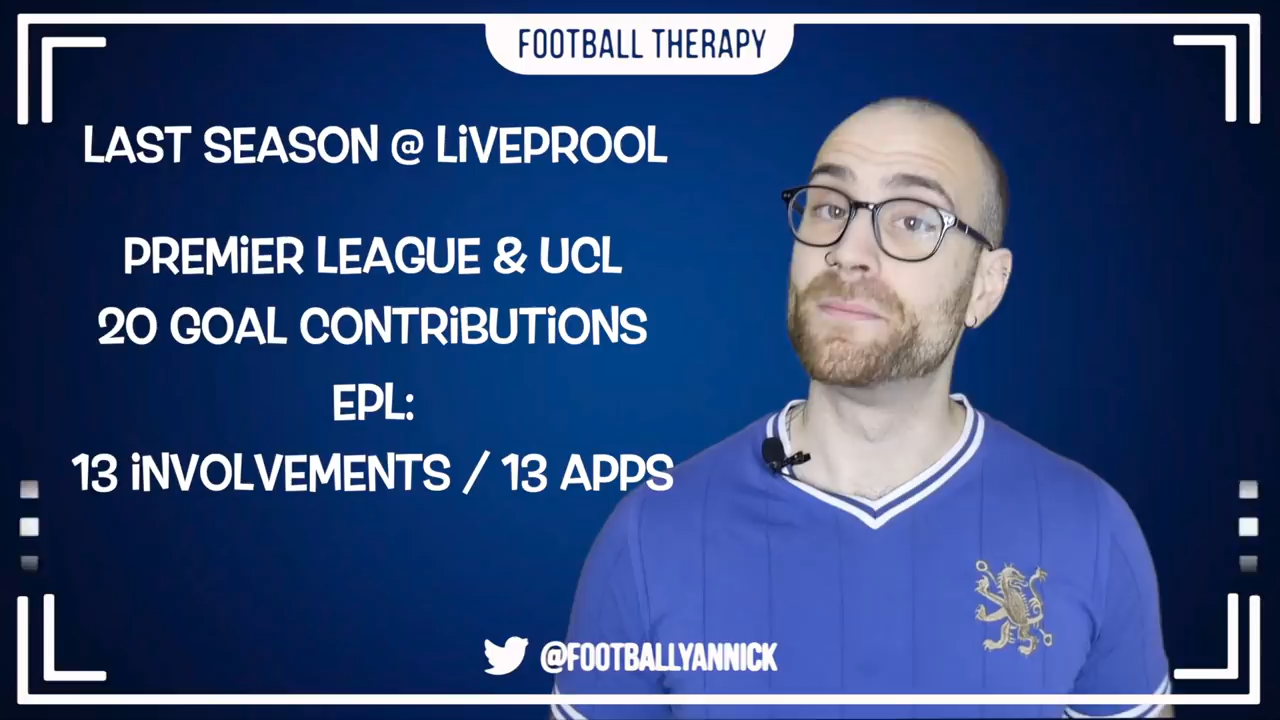 FOOTBALL THERAPY
LAST SEASON @ LiVEPROOL
PREMiER LEAGUE & UCL
20 GOAL CONTRiBUTiONS
EPL:
13 iNVOLVEMENTS / 13 APPS
@FOOTBALLYANNICK